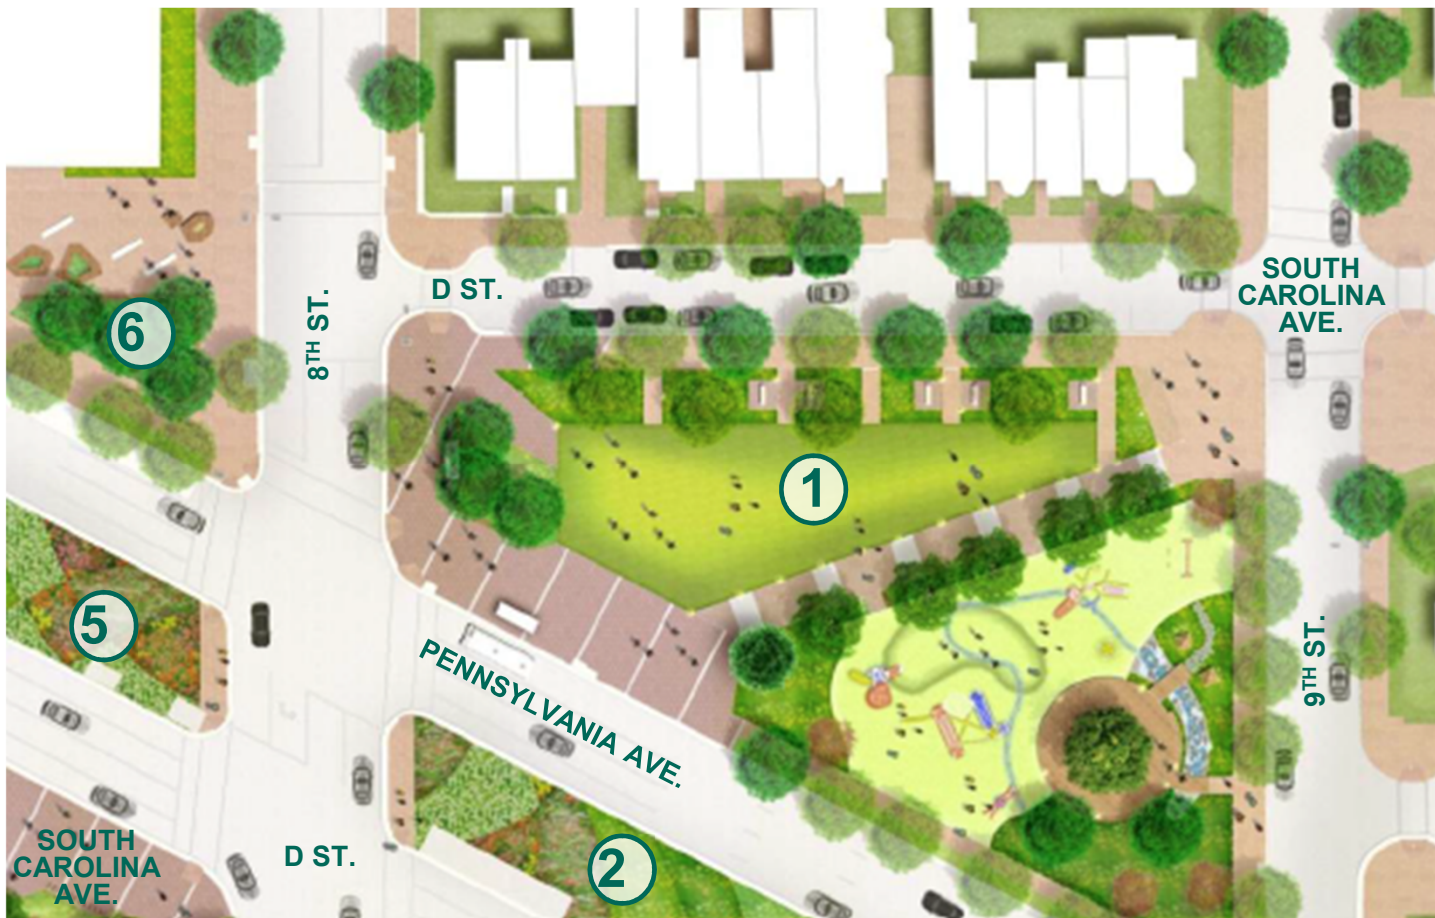 SOUTH
CAROLINA
AVE.
D ST.
8TH ST.
6
1
5
9TH ST.
PENNSYLVANIA AVE.
SOUTH
CAROLINA
AVE.
D ST.
2